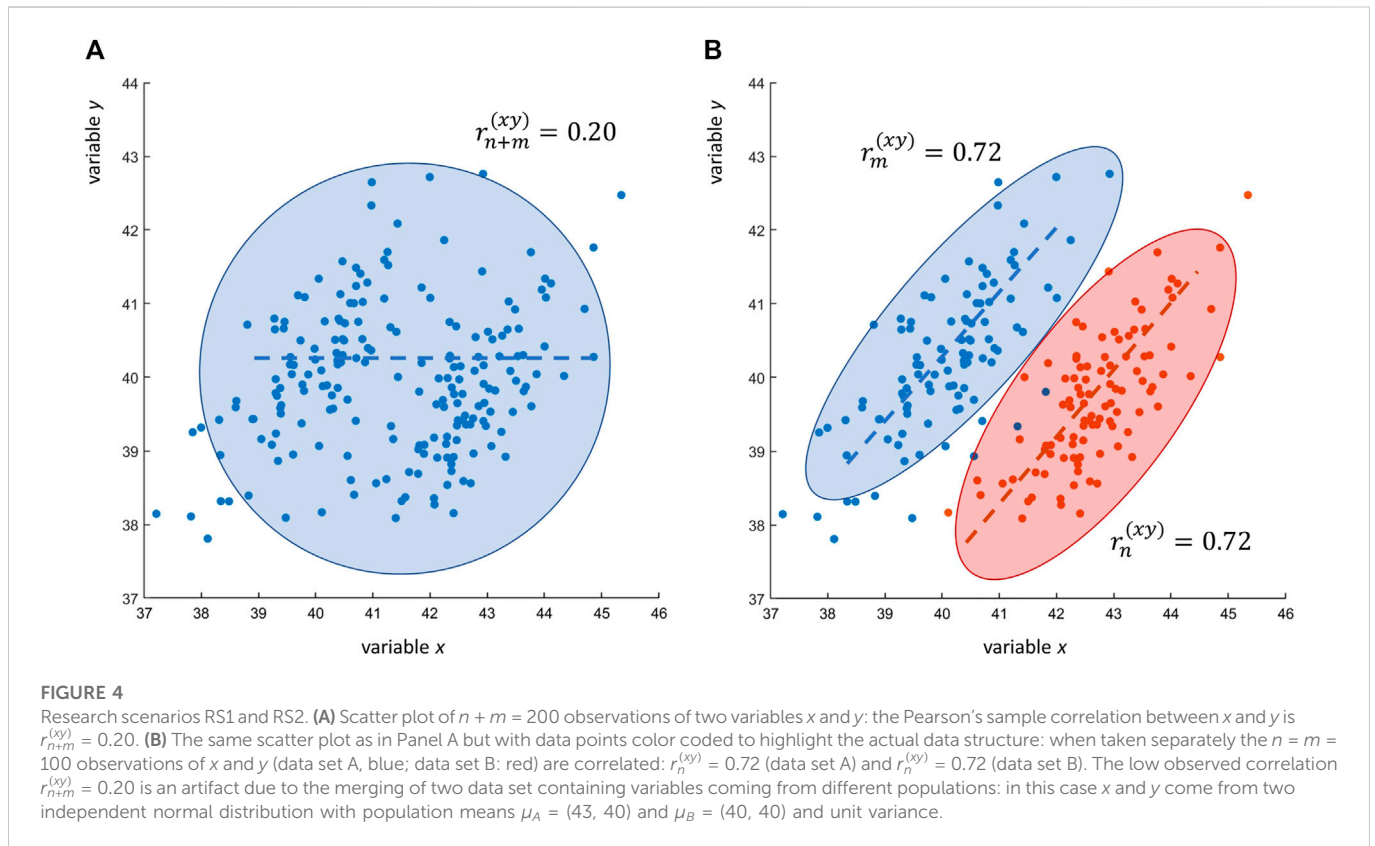 A
44
43
42
41
40
39
38
37
variable y
r_{n+m}^{(xy)} = 0.20
37 38 39 40 41 42 43 44 45 46
variable x
B
44
43
42
41
40
39
38
37
variable y
r_m^{(xy)} = 0.72
r_n^{(xy)} = 0.72
37 38 39 40 41 42 43 44 45 46
variable x
FIGURE 4
Research scenarios RS1 and RS2. (A) Scatter plot of n + m = 200 observations of two variables x and y: the Pearson's sample correlation between x and y is
r_{n+m}^{(xy)} = 0.20. (B) The same scatter plot as in Panel A but with data points color coded to highlight the actual data structure: when taken separately the n = m =
100 observations of x and y (data set A, blue; data set B: red) are correlated: r_n^{(xy)} = 0.72 (data set A) and r_n^{(xy)} = 0.72 (data set B). The low observed correlation
r_{n+m}^{(xy)} = 0.20 is an artifact due to the merging of two data set containing variables coming from different populations: in this case x and y come from two
independent normal distribution with population means μ_A = (43, 40) and μ_B = (40, 40) and unit variance.